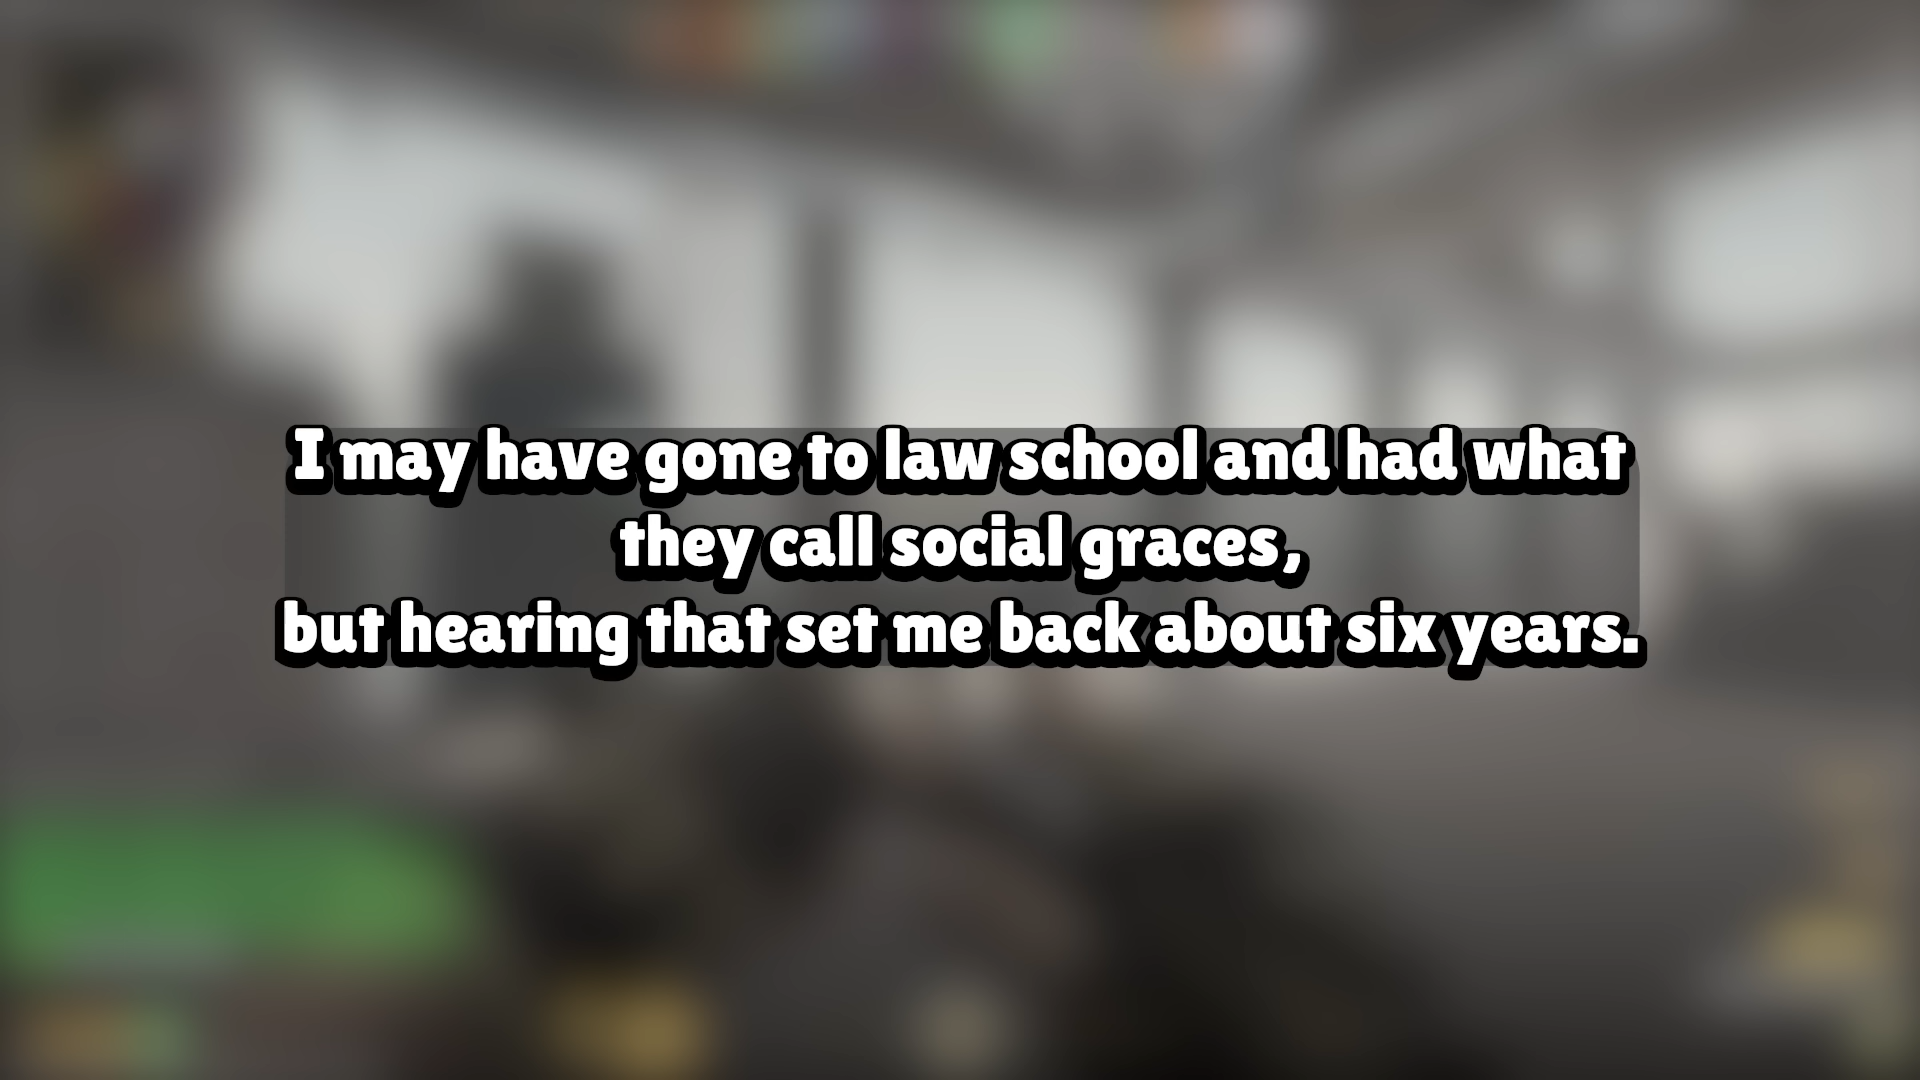 I may have gone to law school and had what
they call social graces,
but hearing that set me back about six years.